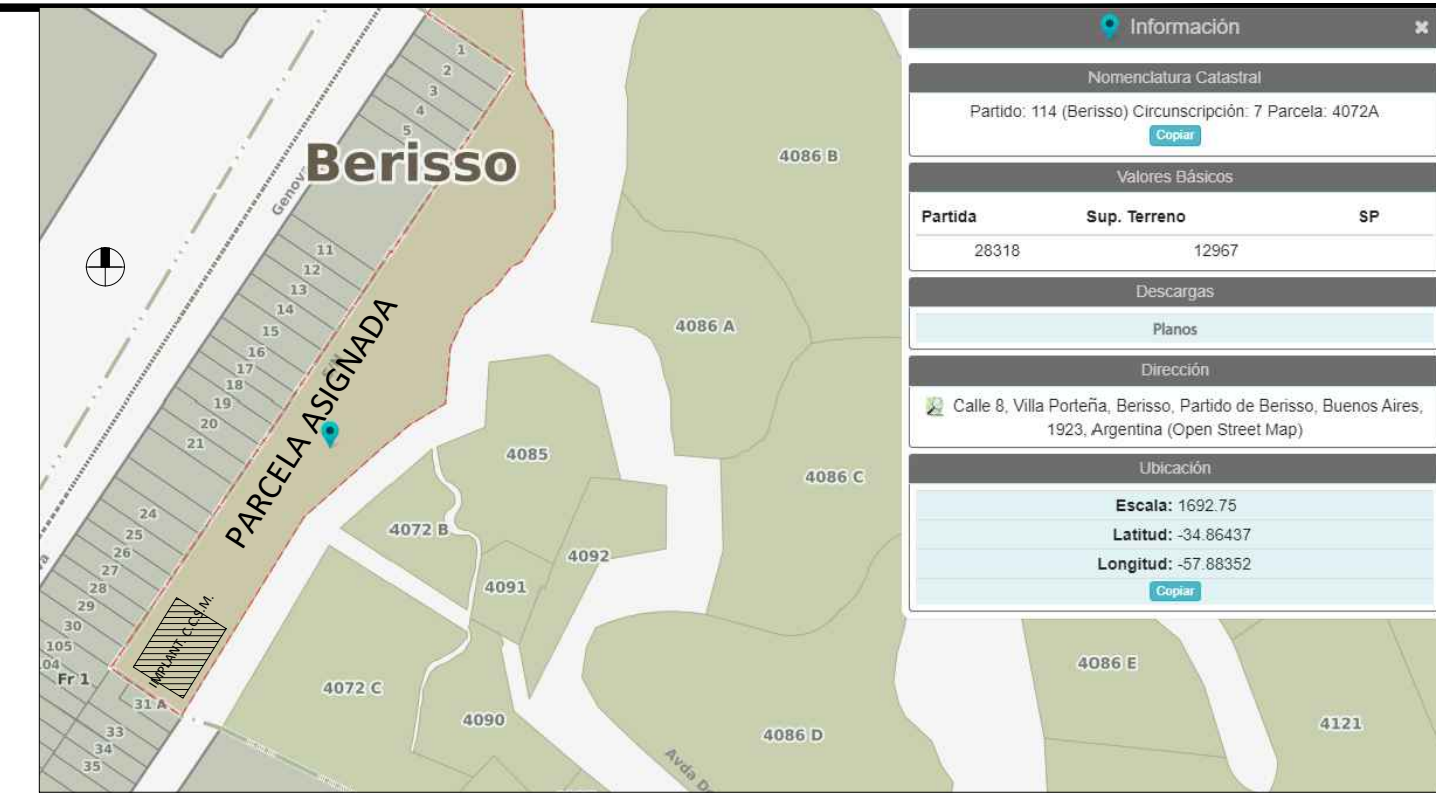 1
2
3
4
5
Berisso
Genova
11
12
13
14
15
16
17
18
19
20
21
PARCELA ASIGNADA
24
25
26
27
28
29
30
105
04
Fr 1
31 A
33
34
35
IMPLANT. C.C.S.M.
4086 B
4086 A
4085
4086 C
4072 B
4092
4091
4072 C
4090
4086 D
4086 E
4121
Avda
Información
Nomenclatura Catastral
Partido: 114 (Berisso) Circunscripción: 7 Parcela: 4072A
Copiar
Valores Básicos
Partida Sup. Terreno SP
28318 12967
Descargas
Planos
Dirección
Calle 8, Villa Porteña, Berisso, Partido de Berisso, Buenos Aires,
1923, Argentina (Open Street Map)
Ubicación
Escala: 1692.75
Latitud: -34.86437
Longitud: -57.88352
Copiar